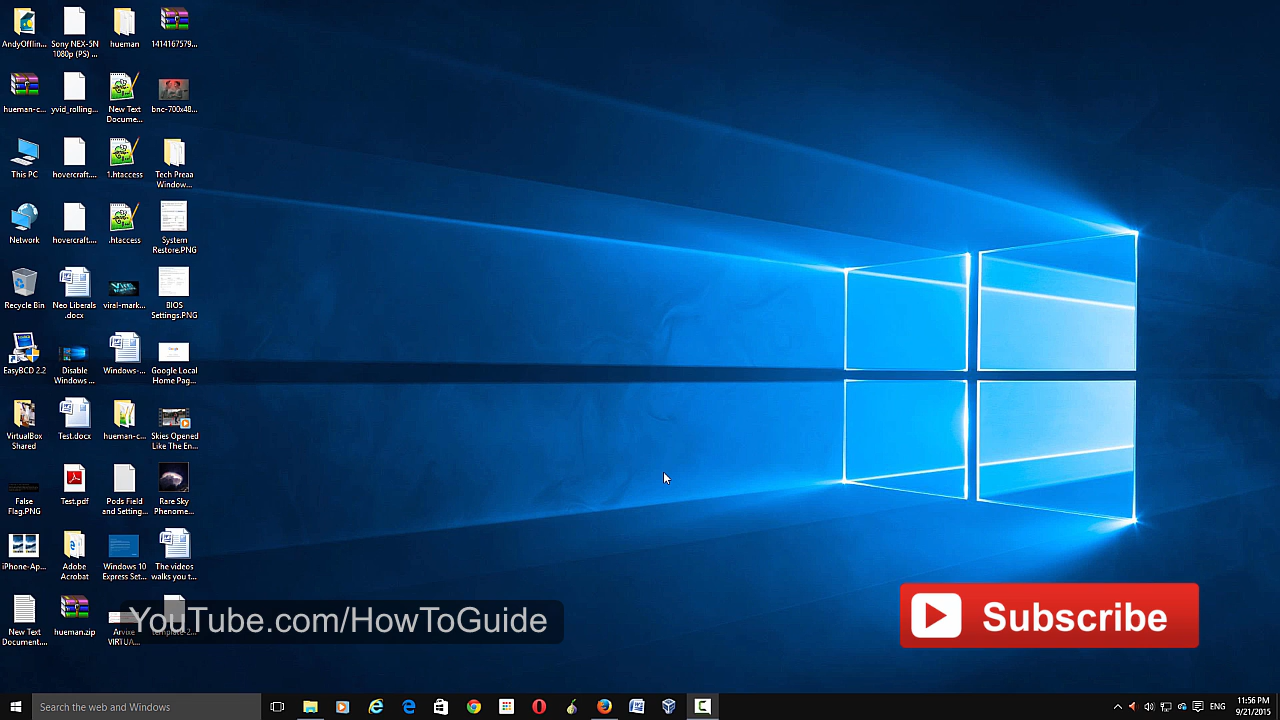 AndyOfflin...
Sony NEX-5N
1080p (PS) ...
hueman
1414167579...
hueman-c...
yvid_rolling...
New Text
Docume...
bnc-700x48...
This PC
hovercraft....
1.htaccess
Tech Preaa
Window...
Network
hovercraft....
.htaccess
System
Restore.PNG
Recycle Bin
Neo Liberals
.docx
viral-mark...
BIOS
Settings.PNG
EasyBCD 2.2
Disable
Windows ...
Windows-...
Google Local
Home Pag...
VirtualBox
Shared
Test.docx
hueman-c...
Skies Opened
Like The En...
False
Flag.PNG
Test.pdf
Pods Field
and Setting...
Rare Sky
Phenome...
iPhone-Ap...
Adobe
Acrobat
Windows 10
Express Set...
The videos
walks you t...
New Text
Document....
hueman.zip
Arvixe
VIRTUA...
YouTube.com/HowToGuide
Subscribe
Search the web and Windows
ENG
11:56 PM
9/21/2015